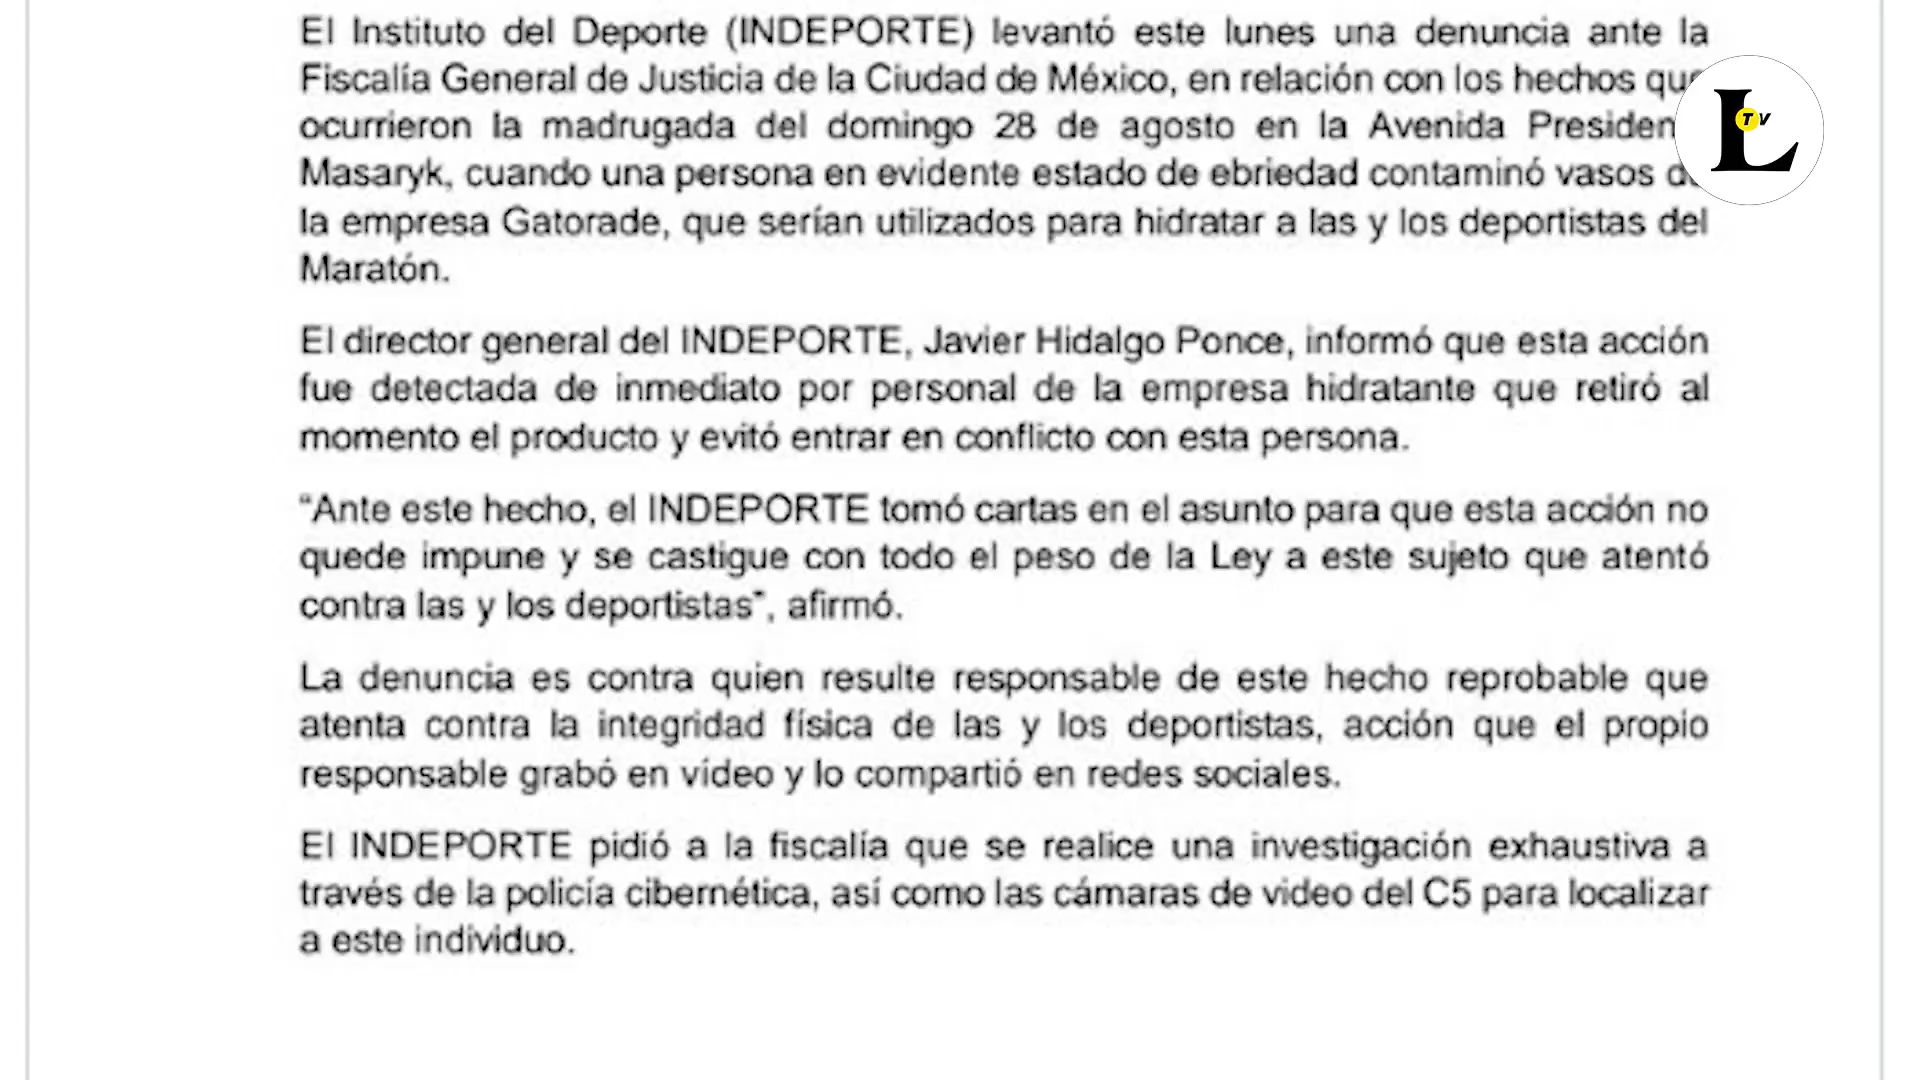 El Instituto del Deporte (INDEPORTE) levantó este lunes una denuncia ante la
Fiscalía General de Justicia de la Ciudad de México, en relación con los hechos
ocurrieron la madrugada del domingo 28 de agosto en la Avenida
Masaryk, cuando una persona en evidente estado de ebriedad contaminó vasos
la empresa Gatorade, que serían utilizados para hidratar a las y los deportistas del
Maratón.
El director general del INDEPORTE, Javier Hidalgo Ponce, informó que esta acción
fue detectada de inmediato por personal de la empresa hidratante que retiró al
momento el producto y evitó entrar en conflicto con esta persona.
“Ante este hecho, el INDEPORTE tomó cartas en el asunto para que esta acción no
quede impune y se castigue con todo el peso de la Ley a este sujeto que atentó
contra las y los deportistas”, afirmó.
La denuncia es contra quien resulte responsable de este hecho reprobable que
atenta contra la integridad física de las y los deportistas, acción que el propio
responsable grabó en vídeo y lo compartió en redes sociales.
El INDEPORTE pidió a la fiscalía que se realice una investigación exhaustiva a
través de la policía cibernética, así como las cámaras de video del C5 para localizar
a este individuo.
L TV